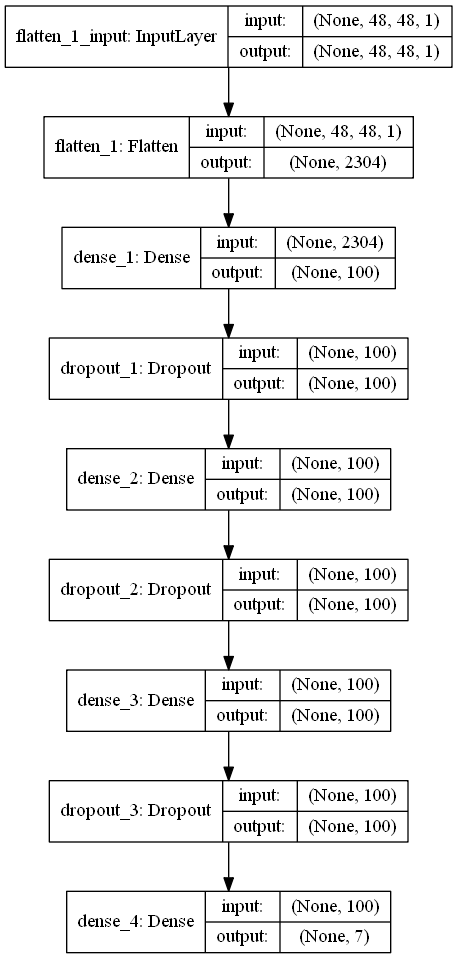 flatten_1_input: InputLayer
input:
(None, 48, 48, 1)
output:
(None, 48, 48, 1)
flatten_1: Flatten
input:
(None, 48, 48, 1)
output:
(None, 2304)
dense_1: Dense
input:
(None, 2304)
output:
(None, 100)
dropout_1: Dropout
input:
(None, 100)
output:
(None, 100)
dense_2: Dense
input:
(None, 100)
output:
(None, 100)
dropout_2: Dropout
input:
(None, 100)
output:
(None, 100)
dense_3: Dense
input:
(None, 100)
output:
(None, 100)
dropout_3: Dropout
input:
(None, 100)
output:
(None, 100)
dense_4: Dense
input:
(None, 100)
output:
(None, 7)